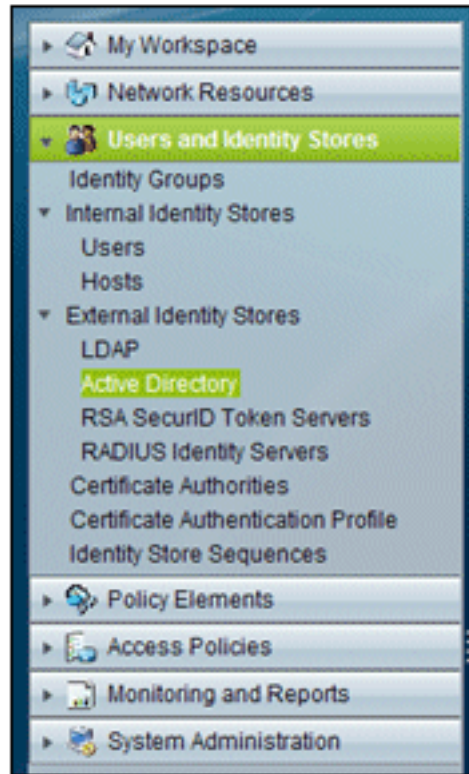 My Workspace
Network Resources
Users and Identity Stores
Identity Groups
Internal Identity Stores
Users
Hosts
External Identity Stores
LDAP
Active Directory
RSA SecurID Token Servers
RADIUS Identity Servers
Certificate Authorities
Certificate Authentication Profile
Identity Store Sequences
Policy Elements
Access Policies
Monitoring and Reports
System Administration